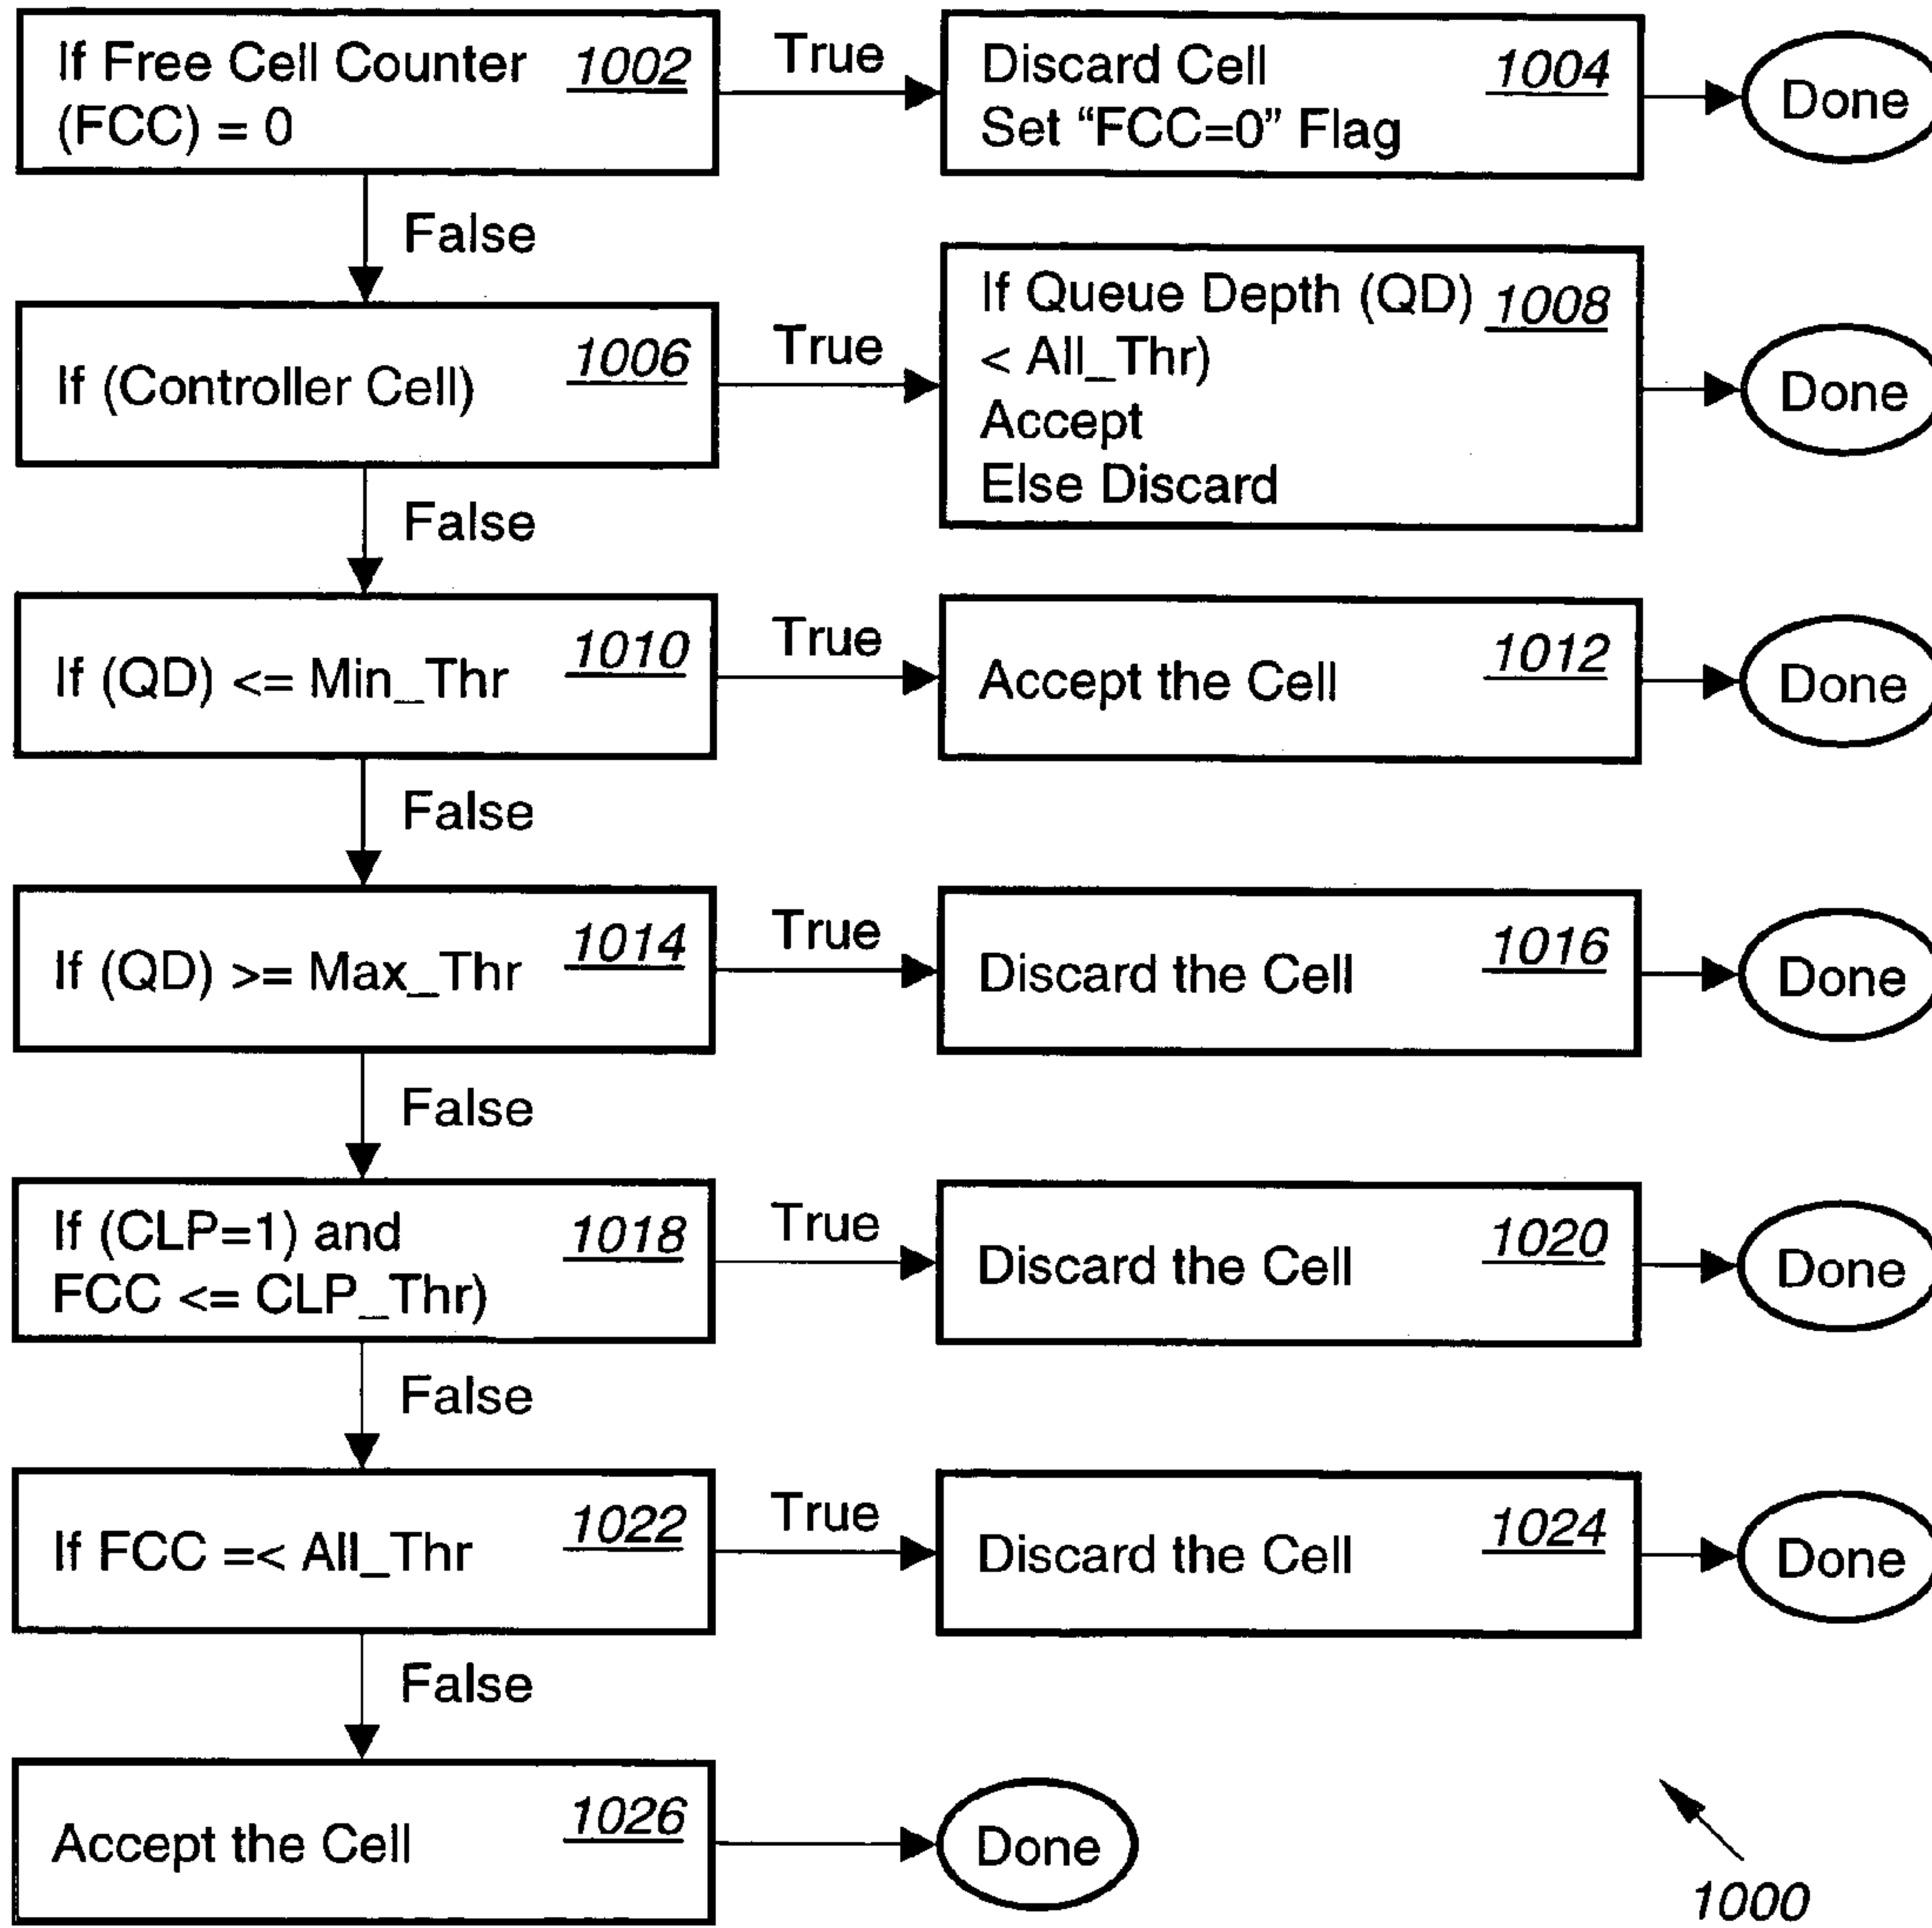 If Free Cell Counter 1002
(FCC) = 0
True
Discard Cell 1004
Set “FCC=0” Flag
Done
False
If (Controller Cell) 1006
True
If Queue Depth (QD) 1008
< All_Thr)
Accept
Else Discard
Done
False
If (QD) <= Min_Thr 1010
True
Accept the Cell 1012
Done
False
If (QD) >= Max_Thr 1014
True
Discard the Cell 1016
Done
False
If (CLP=1) and 1018
FCC <= CLP_Thr)
True
Discard the Cell 1020
Done
False
If FCC =< All_Thr 1022
True
Discard the Cell 1024
Done
False
Accept the Cell 1026
Done
1000